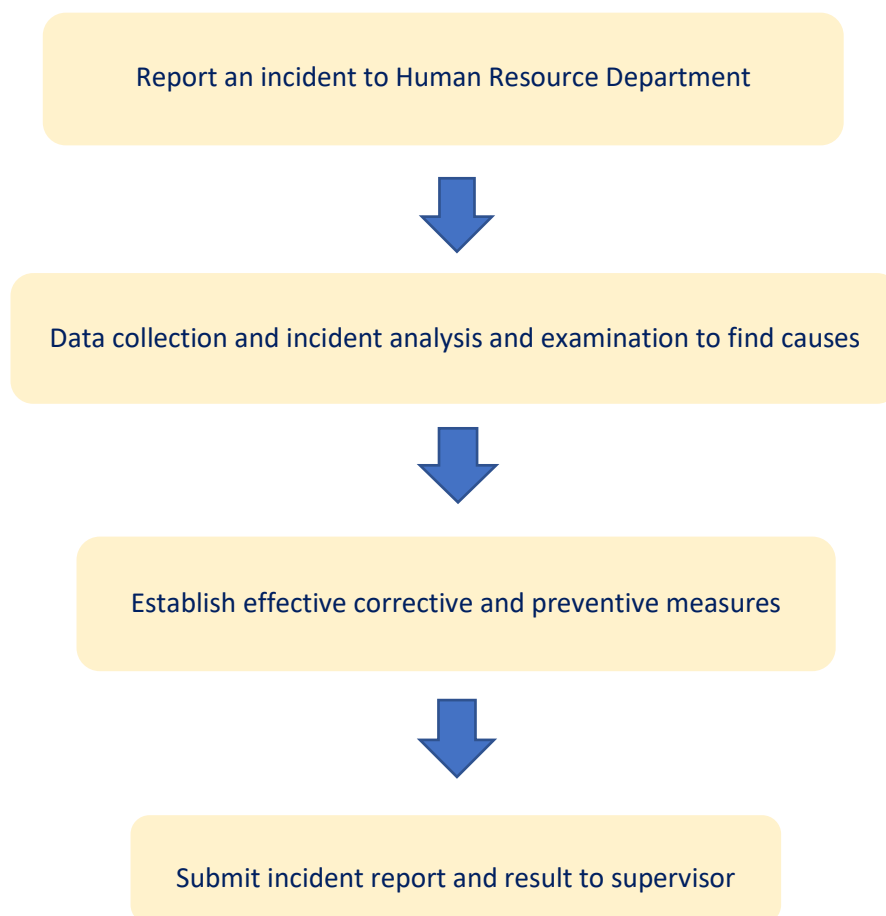 Report an incident to Human Resource Department
Data collection and incident analysis and examination to find causes
Establish effective corrective and preventive measures
Submit incident report and result to supervisor